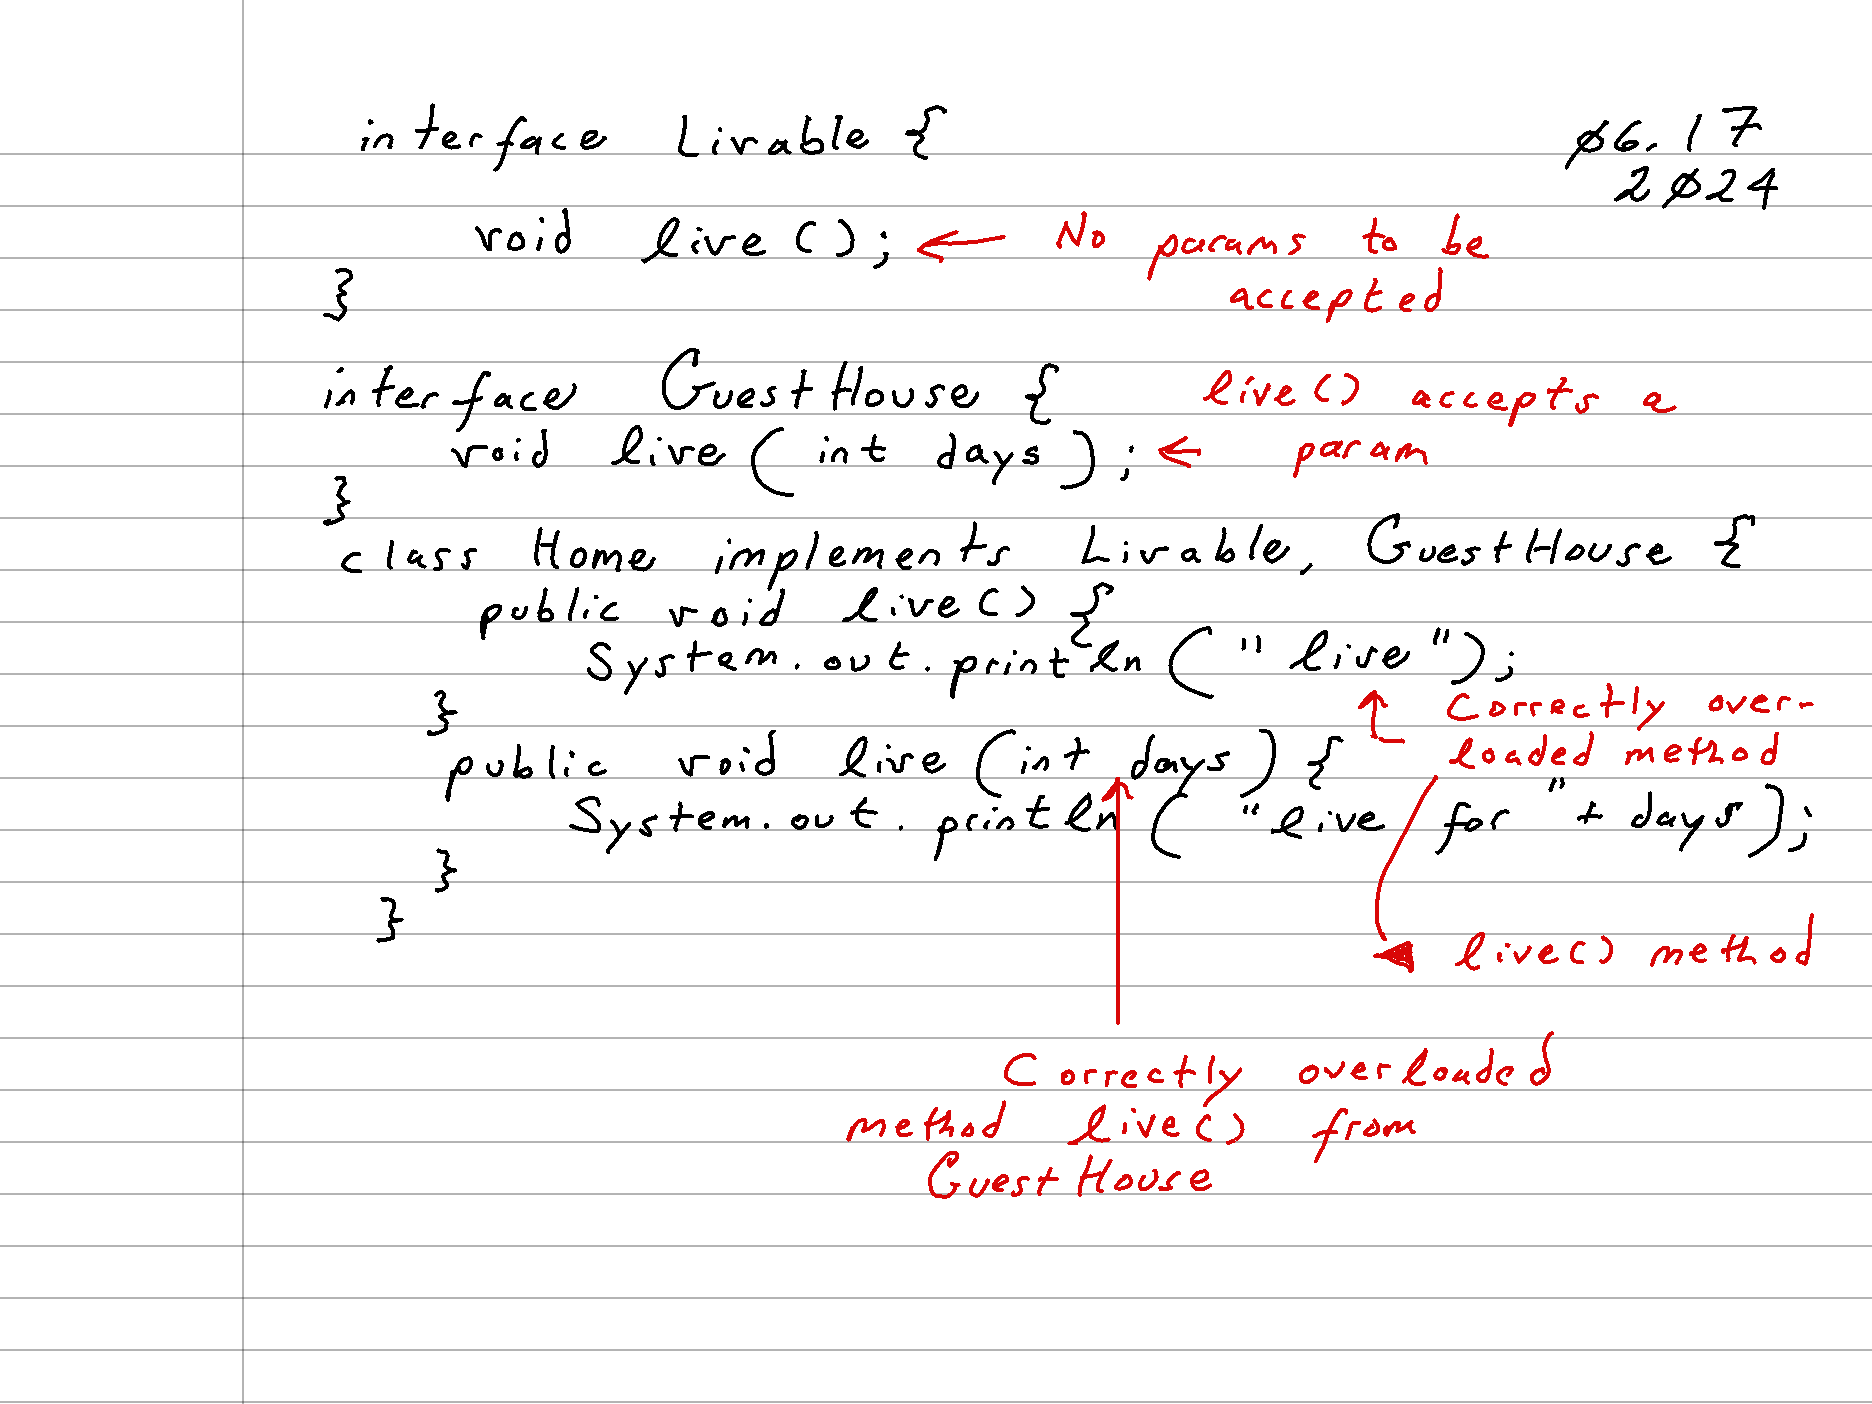 interface Livable {
Ø6.17
2Ø24
void live();
No params to be
accepted
}
interface GuestHouse {
live() accepts a
void live(int days);
param
}
class Home implements Livable, GuestHouse {
public void live() {
System.out.println("live");
}
Correctly over-
loaded method
public void live(int days) {
System.out.println("live for "+ days);
}
}
live() method
Correctly overloaded
method live() from
GuestHouse